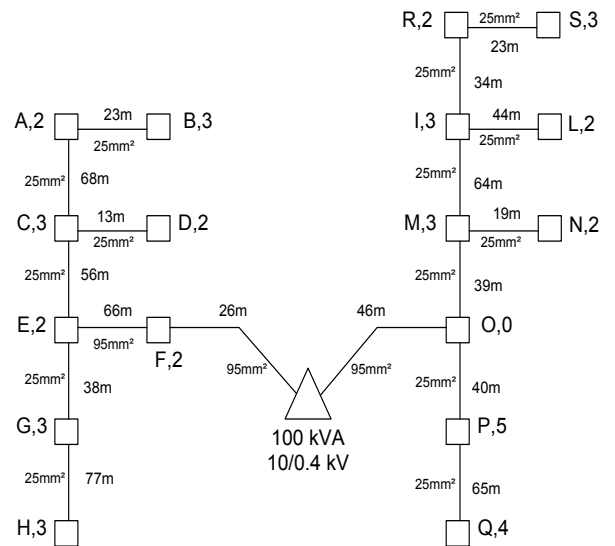 R,2 25mm² S,3
23m
25mm² 34m
A,2 23m B,3
25mm²
I,3 44m L,2
25mm²
25mm² 68m
25mm² 64m
C,3 13m D,2
25mm²
M,3 19m N,2
25mm²
25mm² 56m
25mm² 39m
E,2 66m 26m 46m O,0
95mm² F,2 95mm² 95mm²
25mm² 38m
25mm² 40m
G,3
P,5
100 kVA
10/0.4 kV
25mm² 77m
25mm² 65m
H,3
Q,4